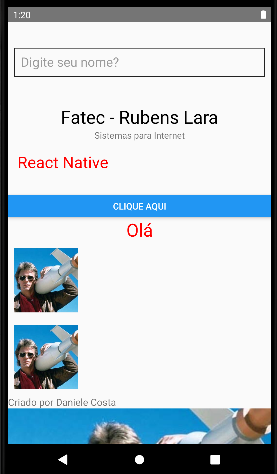 1:20
Digite seu nome?
Fatec - Rubens Lara
Sistemas para Internet
React Native
CLIQUE AQUI
Olá
Criado por Daniele Costa